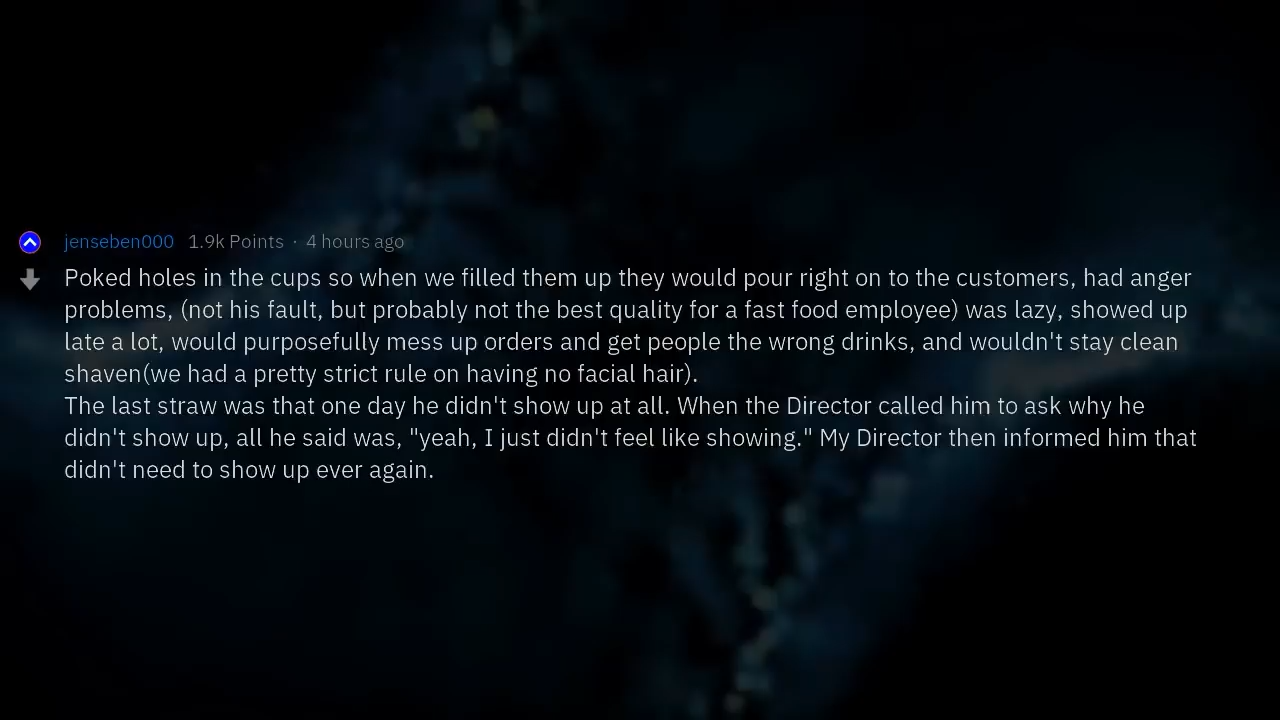 jenseben000 1.9k Points · 4 hours ago
Poked holes in the cups so when we filled them up they would pour right on to the customers, had anger
problems, (not his fault, but probably not the best quality for a fast food employee) was lazy, showed up
late a lot, would purposefully mess up orders and get people the wrong drinks, and wouldn't stay clean
shaven(we had a pretty strict rule on having no facial hair).
The last straw was that one day he didn't show up at all. When the Director called him to ask why he
didn't show up, all he said was, "yeah, I just didn't feel like showing." My Director then informed him that
didn't need to show up ever again.